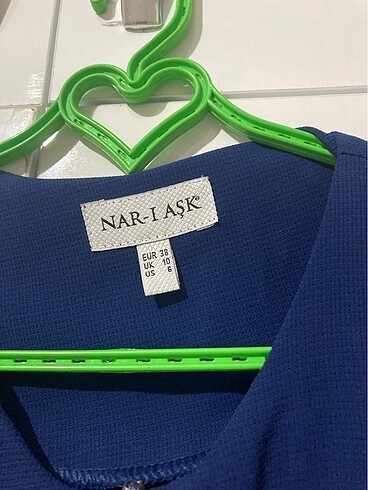 NAR-I AŞK®
EUR 38
UK 10
US 6